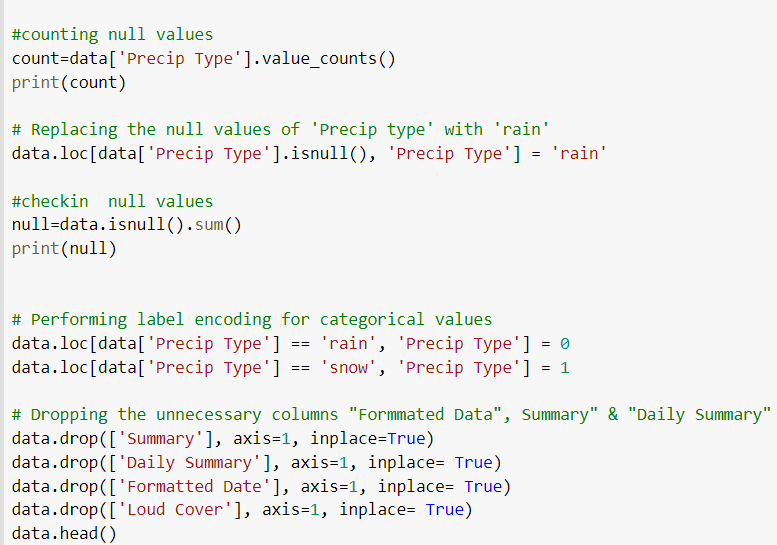 #counting null values
count=data['Precip Type'].value_counts()
print(count)
# Replacing the null values of 'Precip type' with 'rain'
data.loc[data['Precip Type'].isnull(), 'Precip Type'] = 'rain'
#checkin  null values
null=data.isnull().sum()
print(null)
# Performing label encoding for categorical values
data.loc[data['Precip Type'] == 'rain', 'Precip Type'] = 0
data.loc[data['Precip Type'] == 'snow', 'Precip Type'] = 1
# Dropping the unnecessary columns "Formmated Data", Summary" & "Daily Summary"
data.drop(['Summary'], axis=1, inplace=True)
data.drop(['Daily Summary'], axis=1, inplace= True)
data.drop(['Formatted Date'], axis=1, inplace= True)
data.drop(['Loud Cover'], axis=1, inplace= True)
data.head()